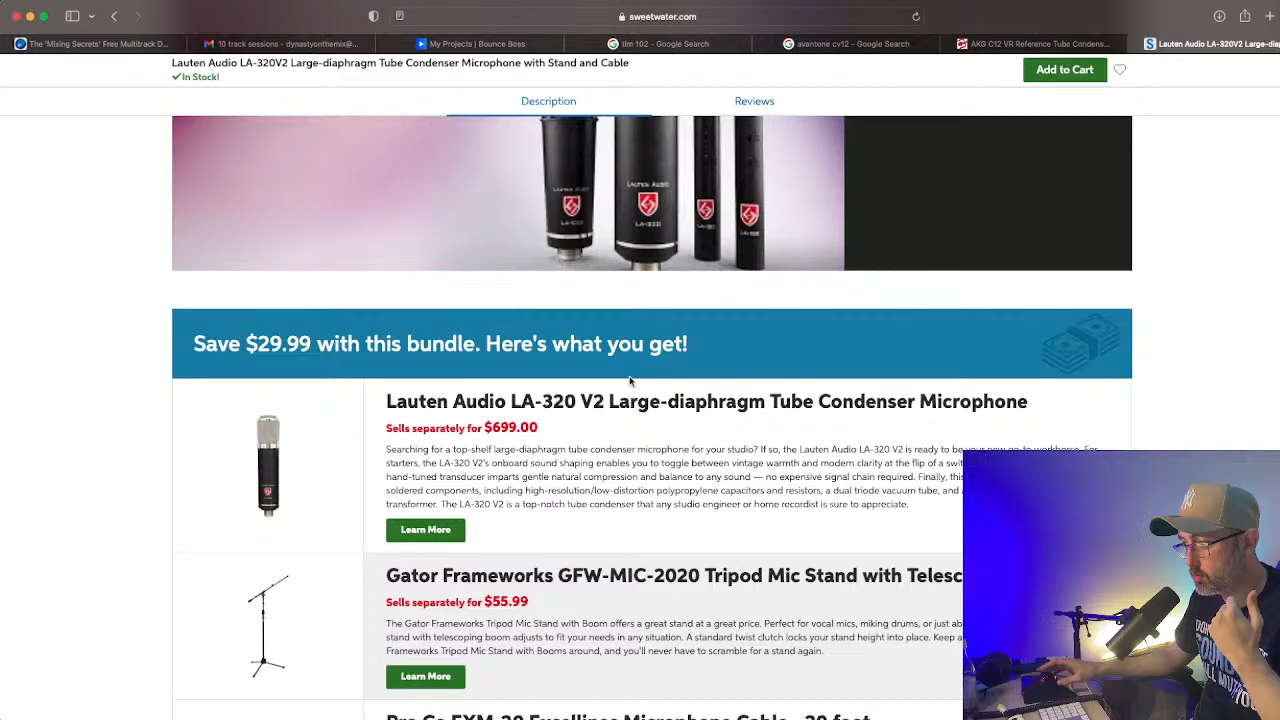 sweetwater.com
The 'Mixing Secrets' Free Multitrack D...
10 track sessions - dynastyonthemix@...
My Projects | Bounce Boss
tlm 102 - Google Search
avantone cv12 - Google Search
AKG C12 VR Reference Tube Condens...
Lauten Audio LA-320V2 Large-dia
Lauten Audio LA-320V2 Large-diaphragm Tube Condenser Microphone with Stand and Cable
In Stock!
Add to Cart
Description
Reviews
LAUTEN AUDIO
LAUTEN AUDIO
LA-320
Save $29.99 with this bundle. Here's what you get!
Lauten Audio LA-320 V2 Large-diaphragm Tube Condenser Microphone
Sells separately for $699.00
Searching for a top-shelf large-diaphragm tube condenser microphone for your studio? If so, the Lauten Audio LA-320 V2 is ready to be your new go-to workhorse. For
starters, the LA-320 V2's onboard sound shaping enables you to toggle between vintage warmth and modern clarity at the flip of a swit
hand-tuned transducer imparts gentle natural compression and balance to any sound — no expensive signal chain required. Finally, this
soldered components, including high-resolution/low-distortion polypropylene capacitors and resistors, a dual triode vacuum tube, and
transformer. The LA-320 V2 is a top-notch tube condenser that any studio engineer or home recordist is sure to appreciate.
Learn More
Gator Frameworks GFW-MIC-2020 Tripod Mic Stand with Telesc
Sells separately for $55.99
The Gator Frameworks Tripod Mic Stand with Boom offers a great stand at a great price. Perfect for vocal mics, miking drums, or just ab
stand with telescoping boom adjusts to fit your needs in any situation. A standard twist clutch locks your stand height into place. Keep a
Frameworks Tripod Mic Stand with Booms around, and you'll never have to scramble for a stand again.
Learn More
Pro Co EXM-20 Excellines Microphone Cable - 20 foot